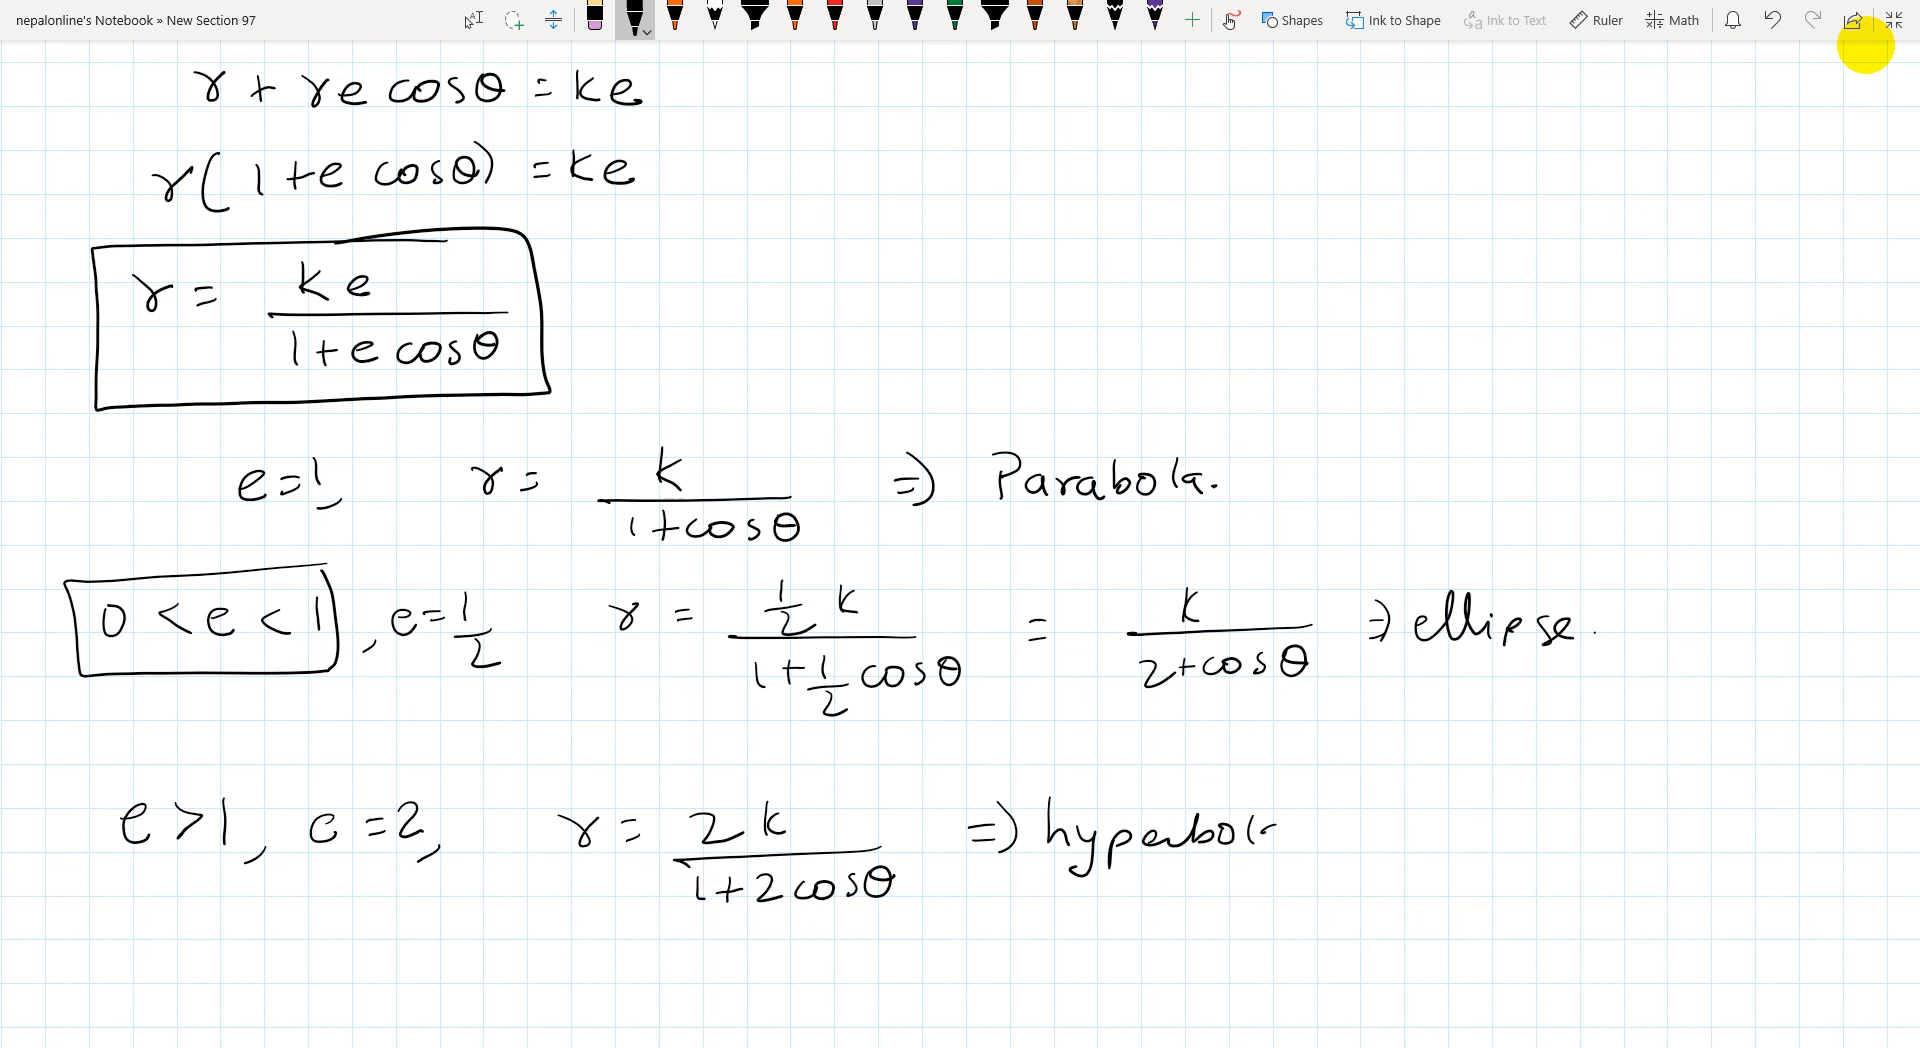 nepalonline's Notebook » New Section 97 Shapes Ink to Shape Ink to Text Ruler Math
r + re cosθ = ke
r(1+e cosθ) = ke
r = ke / (1+e cosθ)
e=1, r = k / (1+cosθ) => Parabola.
0 < e < 1, e=1/2 r = (1/2 k) / (1+1/2 cosθ) = k / (2+cosθ) => ellipse.
e>1, e=2, r = 2k / (1+2cosθ) => hyperbola